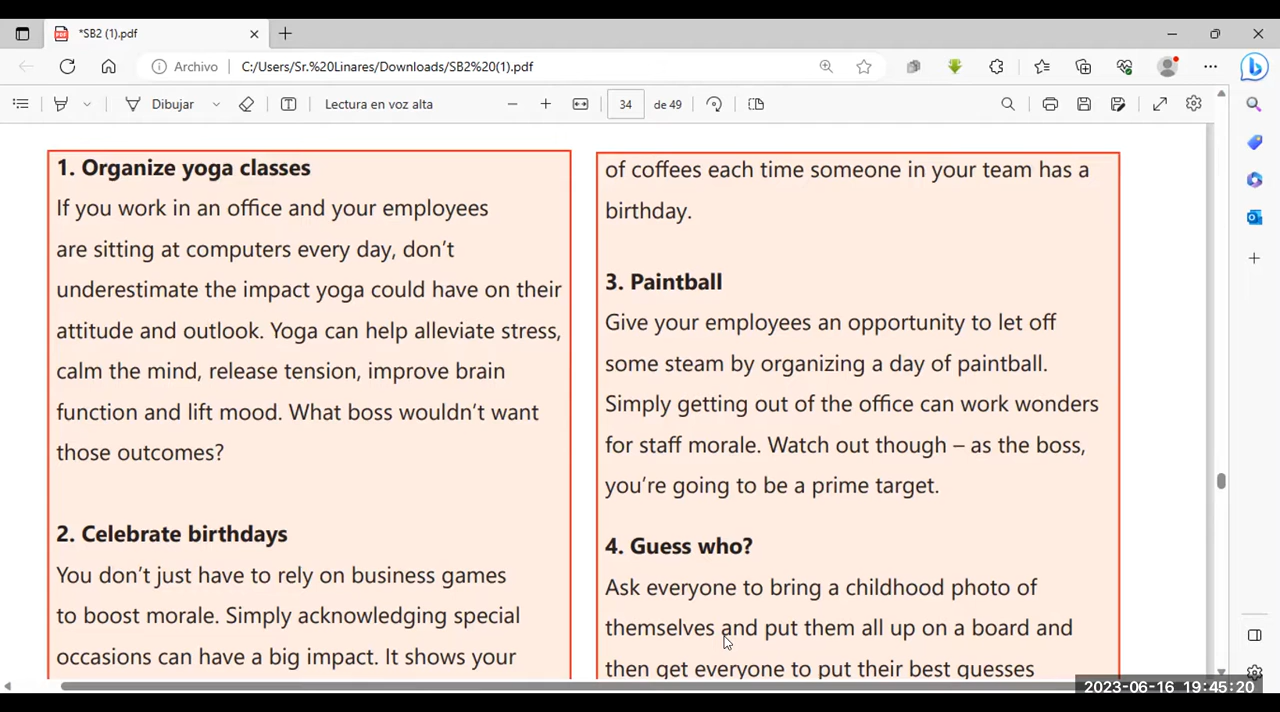 *SB2 (1).pdf
Archivo
C:/Users/Sr.%20Linares/Downloads/SB2%20(1).pdf
Dibujar
Lectura en voz alta
34
de 49
1. Organize yoga classes
If you work in an office and your employees
are sitting at computers every day, don't
underestimate the impact yoga could have on their
attitude and outlook. Yoga can help alleviate stress,
calm the mind, release tension, improve brain
function and lift mood. What boss wouldn't want
those outcomes?
2. Celebrate birthdays
You don't just have to rely on business games
to boost morale. Simply acknowledging special
occasions can have a big impact. It shows your
of coffees each time someone in your team has a
birthday.
3. Paintball
Give your employees an opportunity to let off
some steam by organizing a day of paintball.
Simply getting out of the office can work wonders
for staff morale. Watch out though – as the boss,
you're going to be a prime target.
4. Guess who?
Ask everyone to bring a childhood photo of
themselves and put them all up on a board and
then get everyone to put their best guesses
2023-06-16 19:45:20